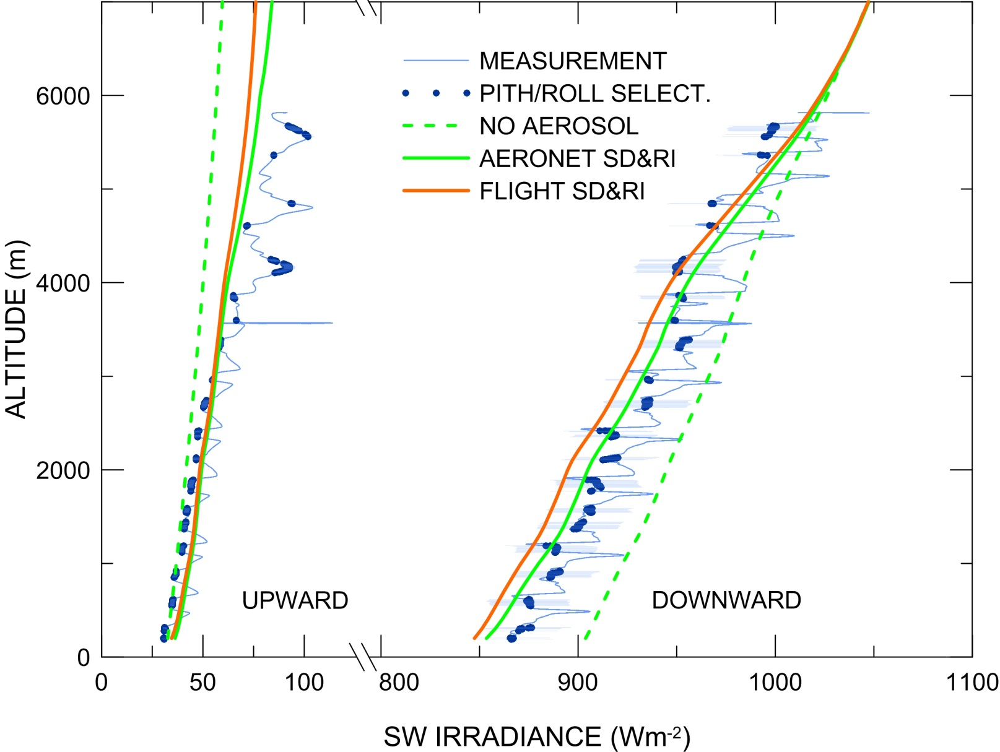 MEASUREMENT
PITH/ROLL SELECT.
NO AEROSOL
AERONET SD&RI
FLIGHT SD&RI
6000
4000
2000
0
ALTITUDE (m)
UPWARD
DOWNWARD
0 50 100 800 900 1000 1100
SW IRRADIANCE (Wm-2)